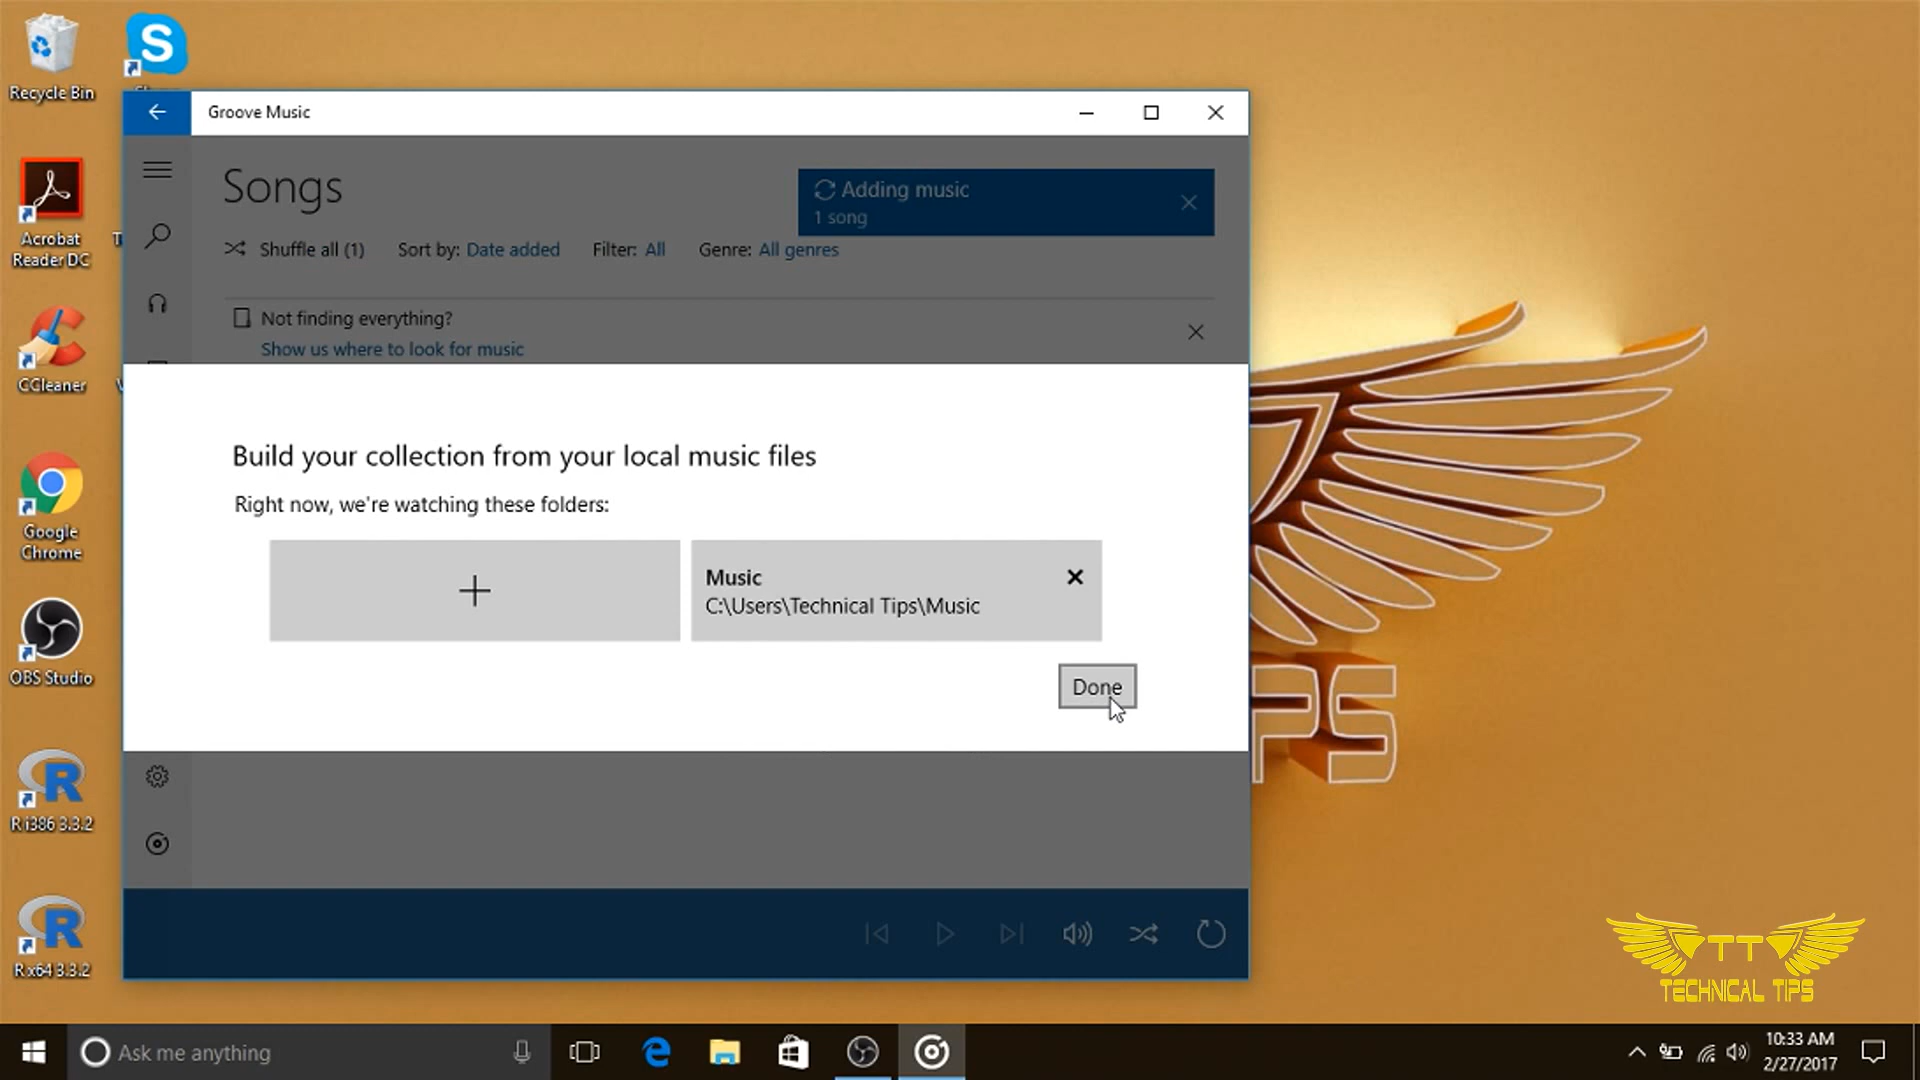 Recycle Bin
Acrobat
Reader DC
CCleaner
Google
Chrome
OBS Studio
R i386 3.3.2
R x64 3.3.2
Groove Music
Songs
Adding music
1 song
Shuffle all (1) Sort by: Date added Filter: All Genre: All genres
Not finding everything?
Show us where to look for music
Build your collection from your local music files
Right now, we're watching these folders:
Music
C:\Users\Technical Tips\Music
Done
PS
TT
TECHNICAL TIPS
Ask me anything
10:33 AM
2/27/2017